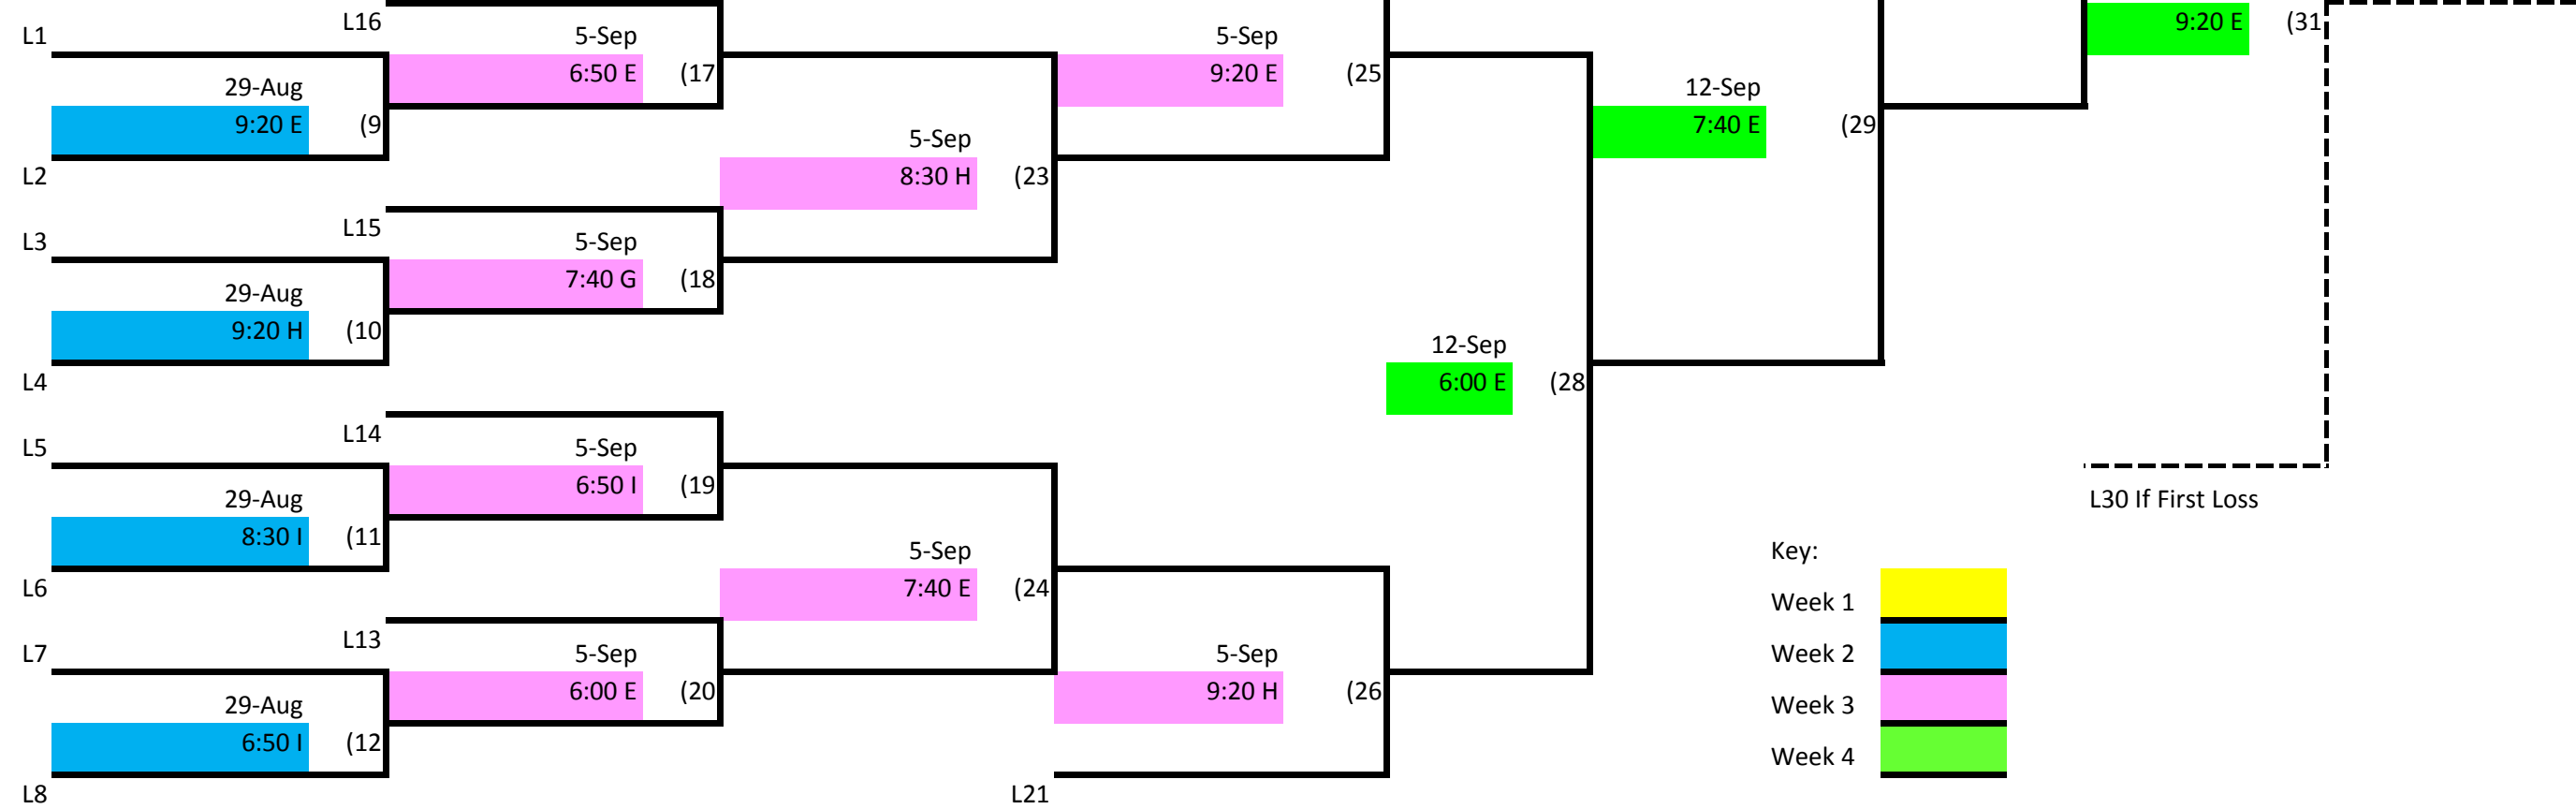 L16
9:20 E (31
L1
5-Sep
5-Sep
6:50 E (17
9:20 E (25
29-Aug
12-Sep
9:20 E (9
7:40 E (29
5-Sep
L2
8:30 H (23
L15
L3
5-Sep
7:40 G (18
29-Aug
9:20 H (10
12-Sep
L4
6:00 E (28
L14
L5
5-Sep
6:50 I (19
29-Aug
L30 If First Loss
8:30 I (11
5-Sep
Key:
L6
7:40 E (24
Week 1
L13
L7
5-Sep
5-Sep
Week 2
6:00 E (20
9:20 H (26
29-Aug
Week 3
6:50 I (12
Week 4
L8
L21